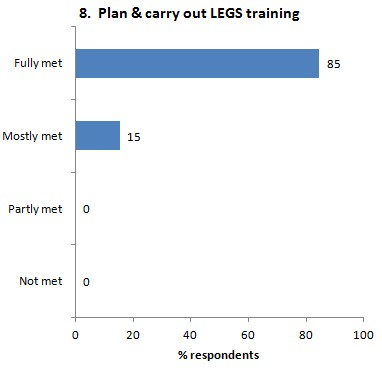 8. Plan & carry out LEGS training
Fully met 85
Mostly met 15
Partly met 0
Not met 0
0 20 40 60 80 100
% respondents